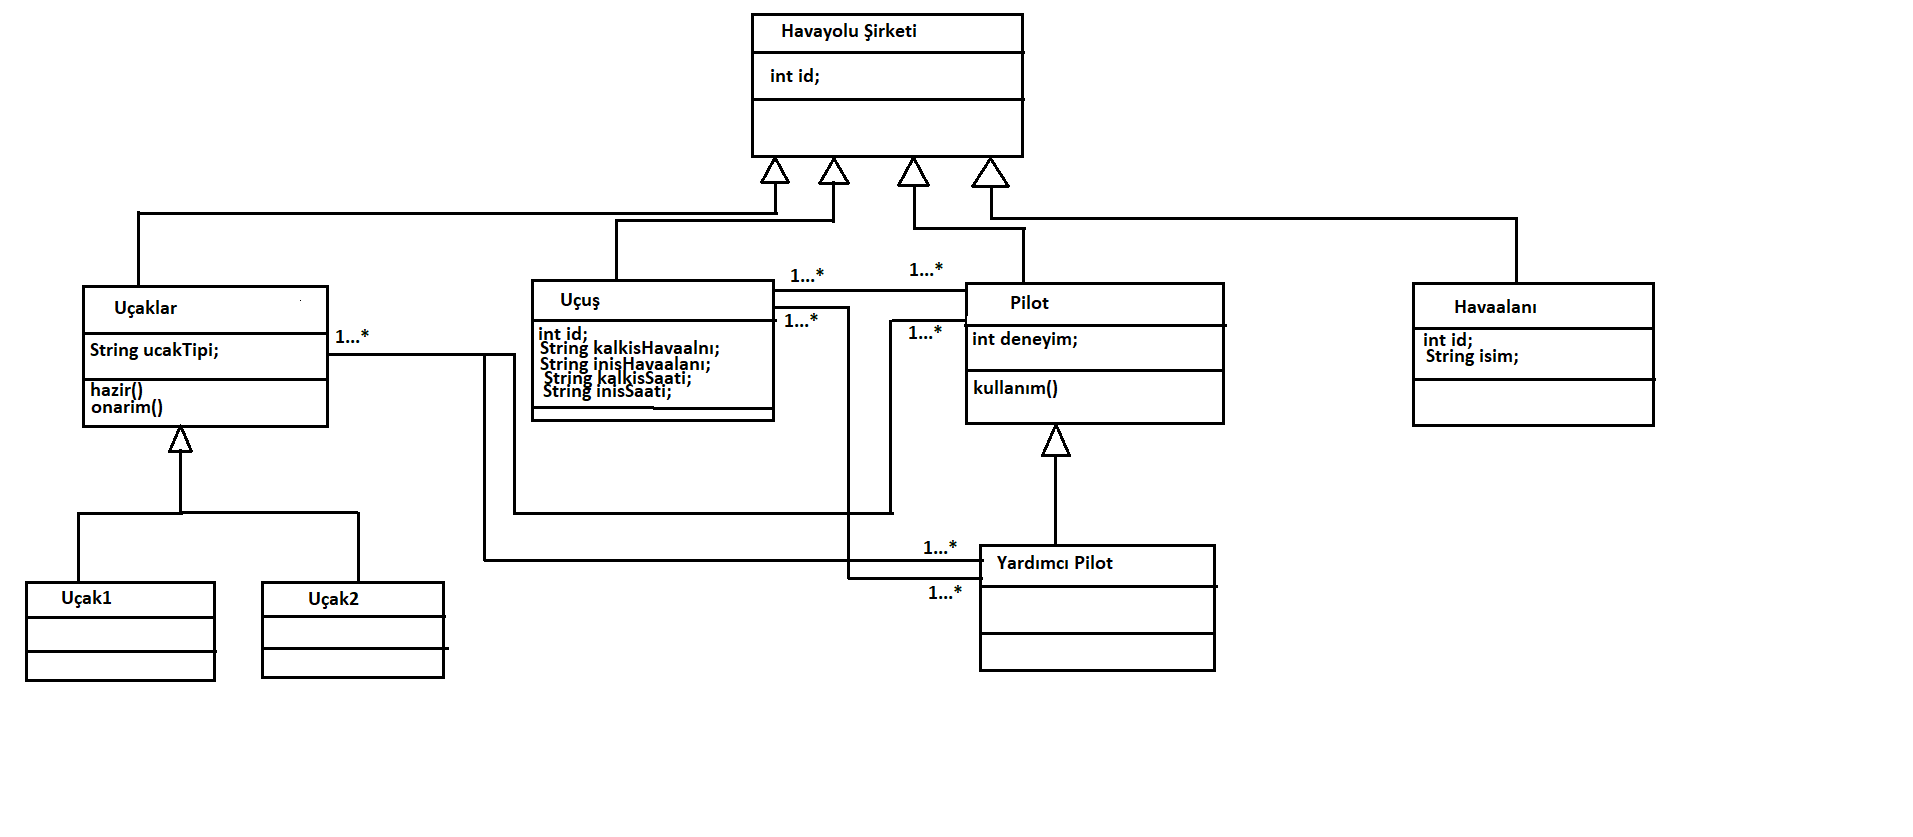 Havayolu Şirketi
int id;
Uçaklar
String ucakTipi;
hazir()
onarim()
1...*
Uçuş
int id;
String kalkisHavaalnı;
String inişHavaalanı;
String kalkisSaati;
String inisSaati;
1...*
1...*
1...*
1...*
Pilot
int deneyim;
kullanım()
Havaalanı
int id;
String isim;
Uçak1
Uçak2
1...*
1...*
Yardımcı Pilot